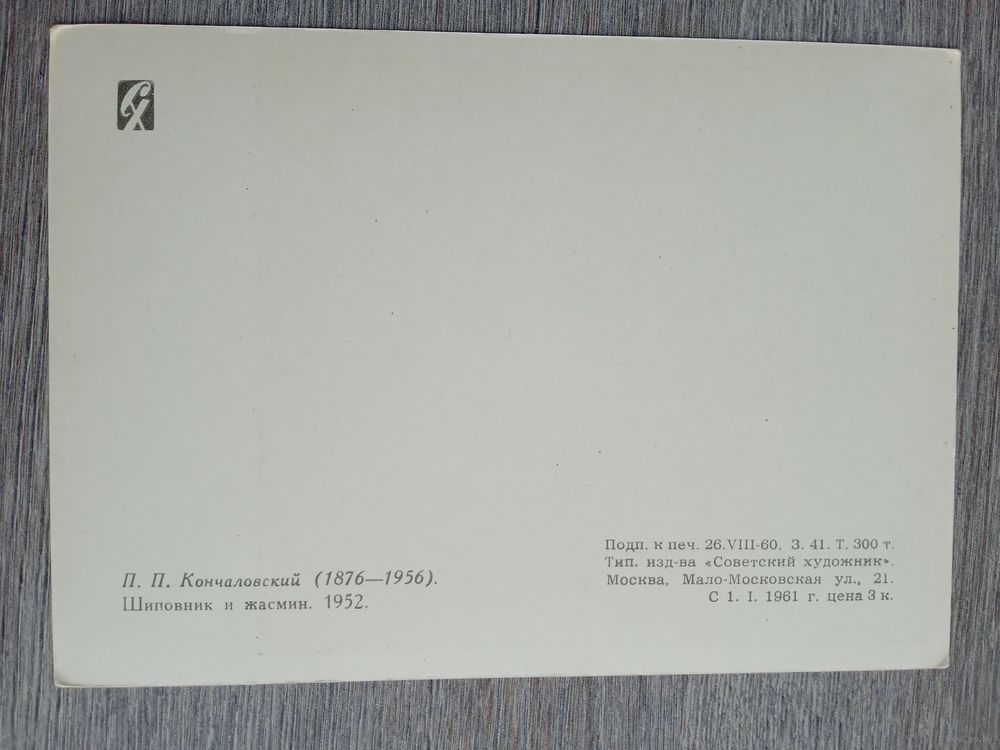 СХ
П. П. Кончаловский (1876—1956).
Шиповник и жасмин. 1952.
Подп. к печ. 26.VIII-60. З. 41. Т. 300 т.
Тип. изд-ва «Советский художник».
Москва, Мало-Московская ул., 21.
С 1. I. 1961 г. цена 3 к.